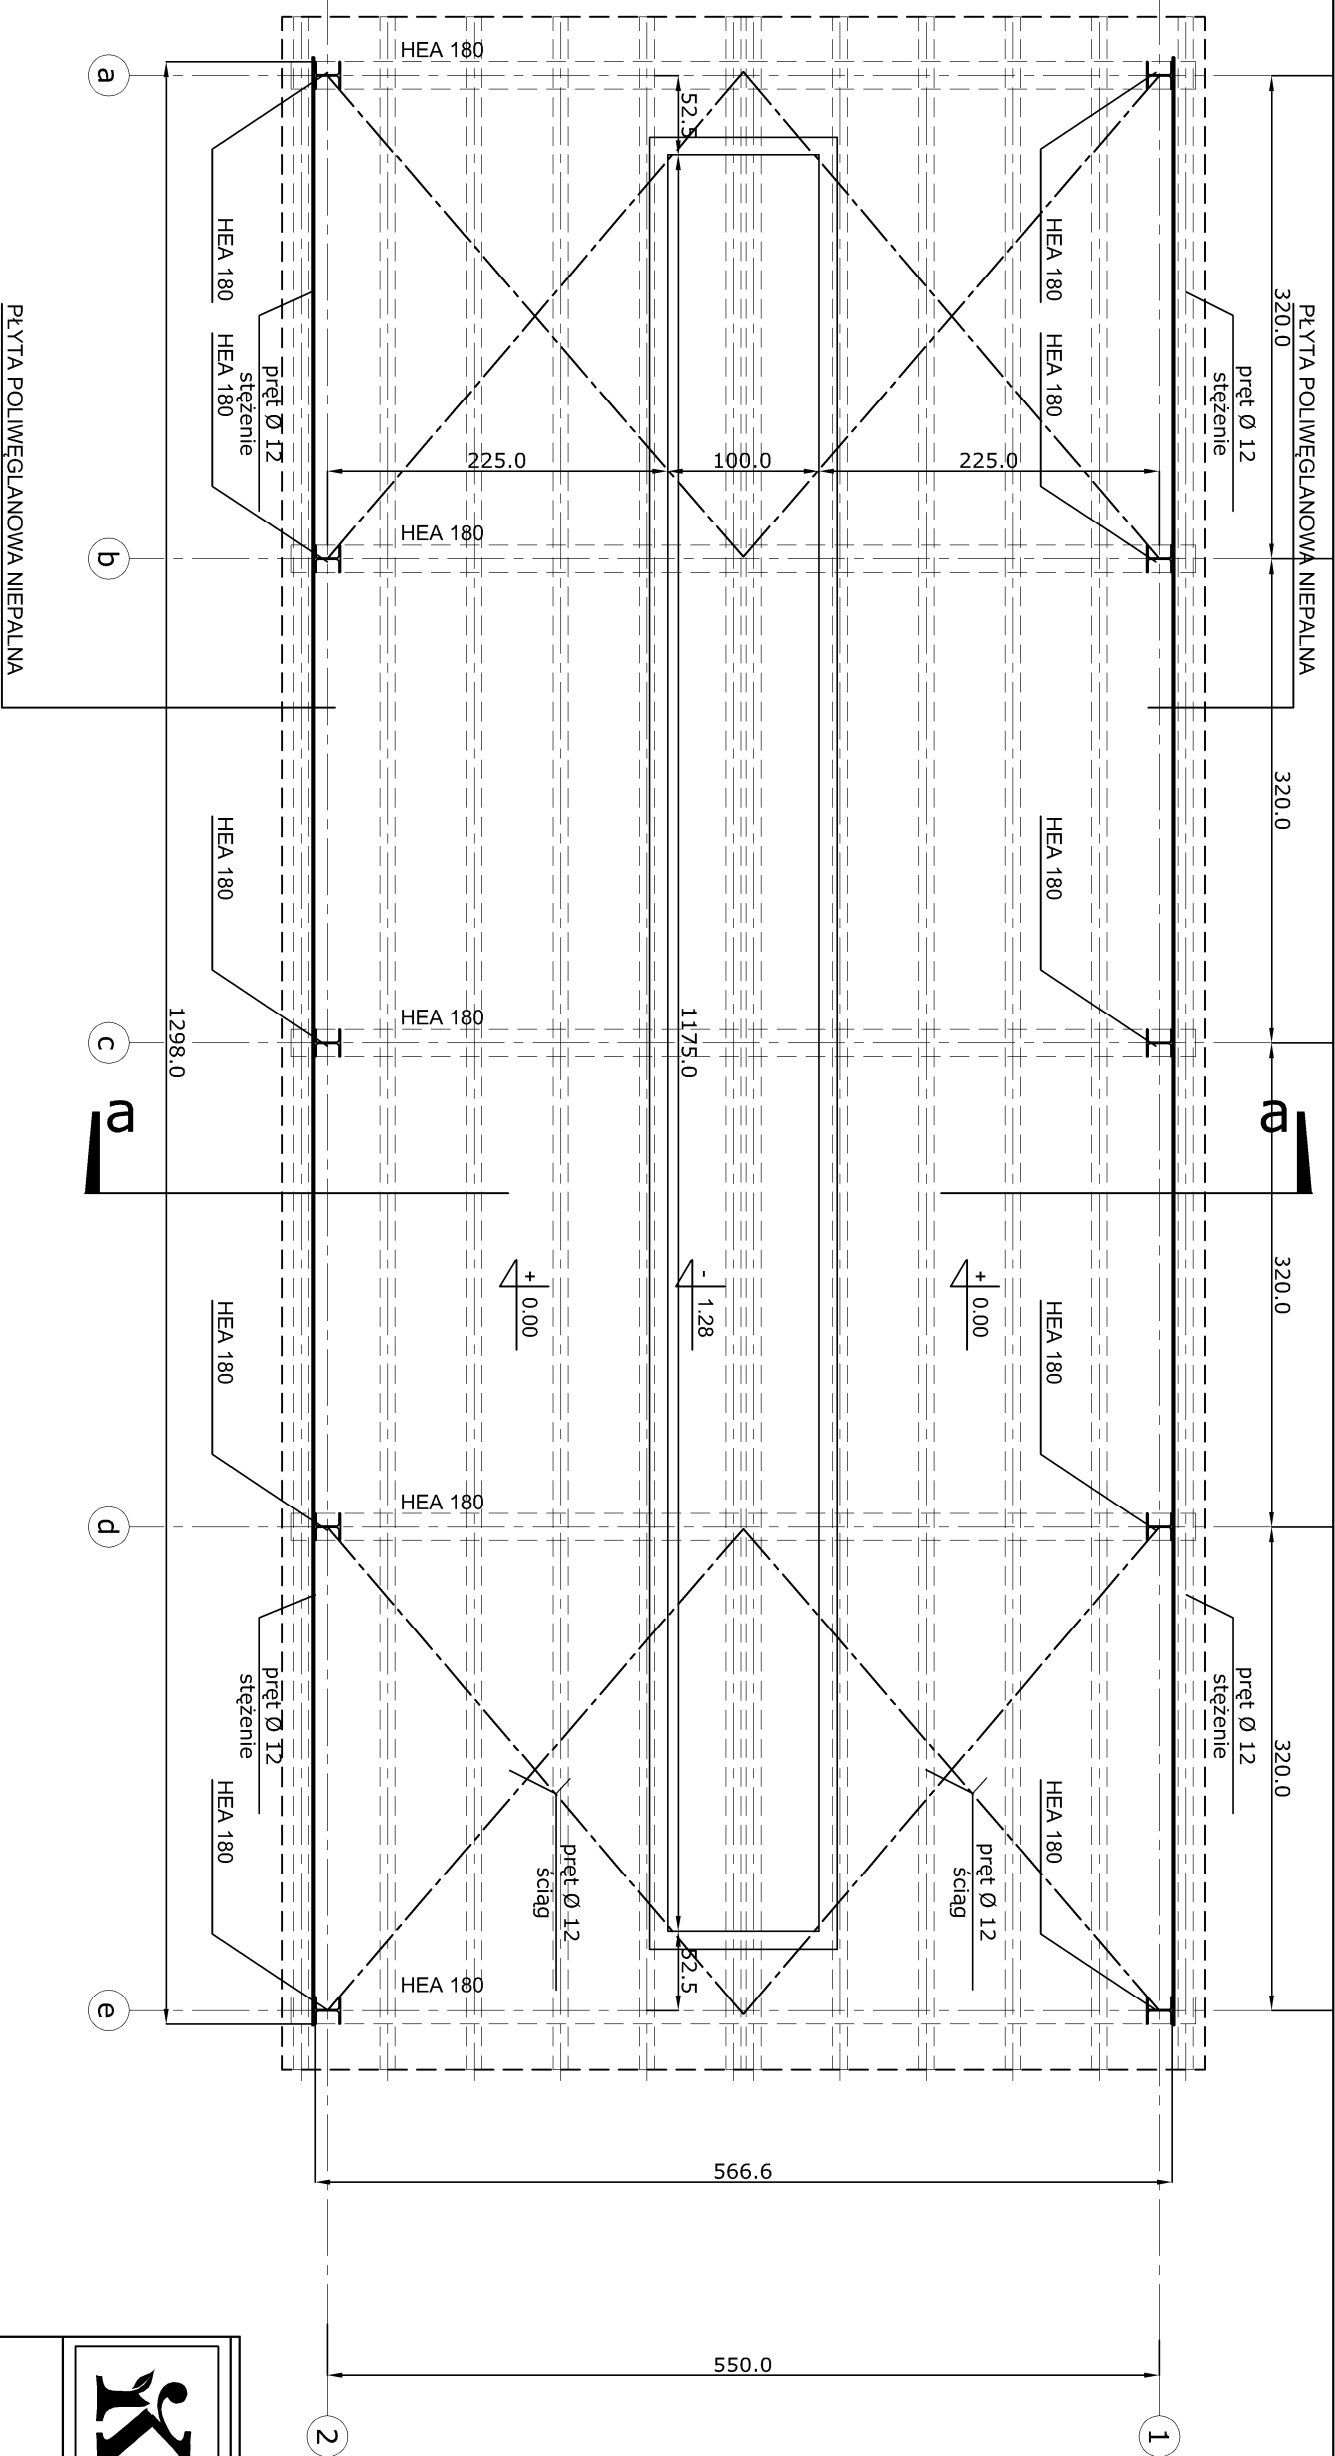 HEA 180
a
52.5
HEA 180
HEA 180
320.0
PŁYTA POLIWĘGLANOWA NIEPALNA
PŁYTA POLIWĘGLANOWA NIEPALNA
HEA 180
HEA 180
pręt Ø 12
stężenie
pręt Ø 12
stężenie
225.0
100.0
225.0
HEA 180
b
320.0
HEA 180
HEA 180
HEA 180
c
1298.0
1175.0
a
a
+ 0.00
- 1.28
+ 0.00
320.0
HEA 180
HEA 180
HEA 180
d
pręt Ø 12
stężenie
pręt Ø 12
stężenie
320.0
HEA 180
HEA 180
pręt Ø 12
ściąg
pręt Ø 12
ściąg
52.5
HEA 180
e
566.6
550.0
2
1
K